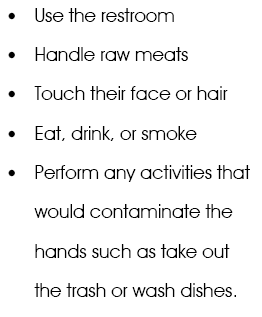 • Use the restroom
• Handle raw meats
• Touch their face or hair
• Eat, drink, or smoke
• Perform any activities that
would contaminate the
hands such as take out
the trash or wash dishes.